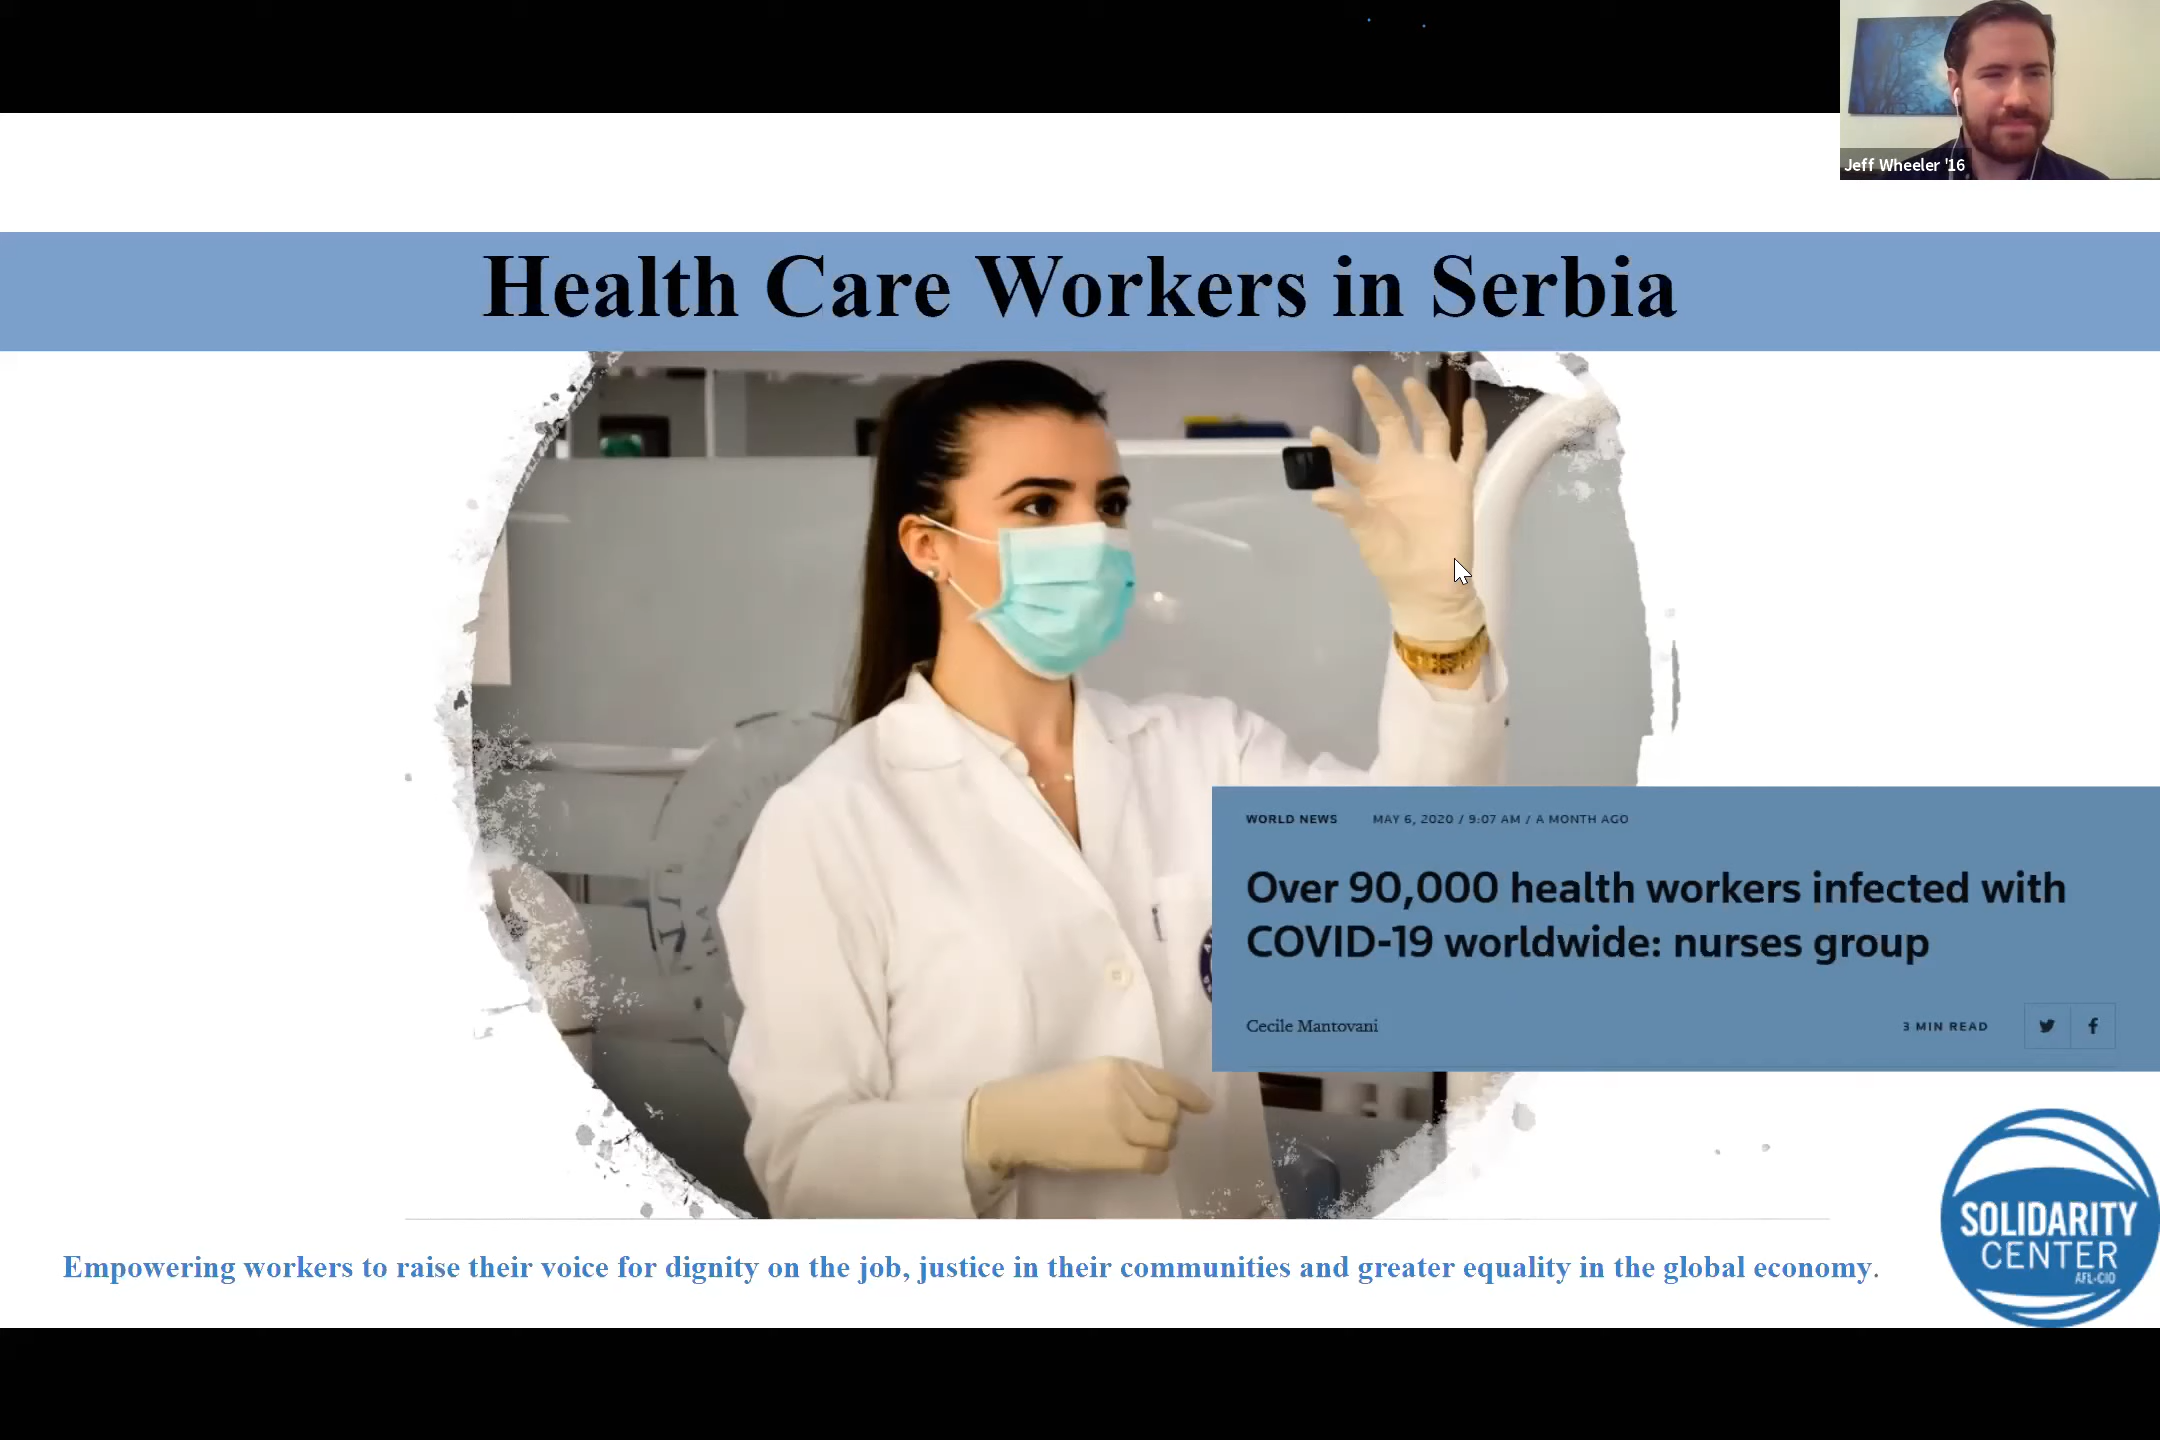 Jeff Wheeler '16
Health Care Workers in Serbia
WORLD NEWS MAY 6, 2020 / 9:07 AM / A MONTH AGO
Over 90,000 health workers infected with
COVID-19 worldwide: nurses group
Cecile Mantovani 3 MIN READ
SOLIDARITY
CENTER
AFL-CIO
Empowering workers to raise their voice for dignity on the job, justice in their communities and greater equality in the global economy.